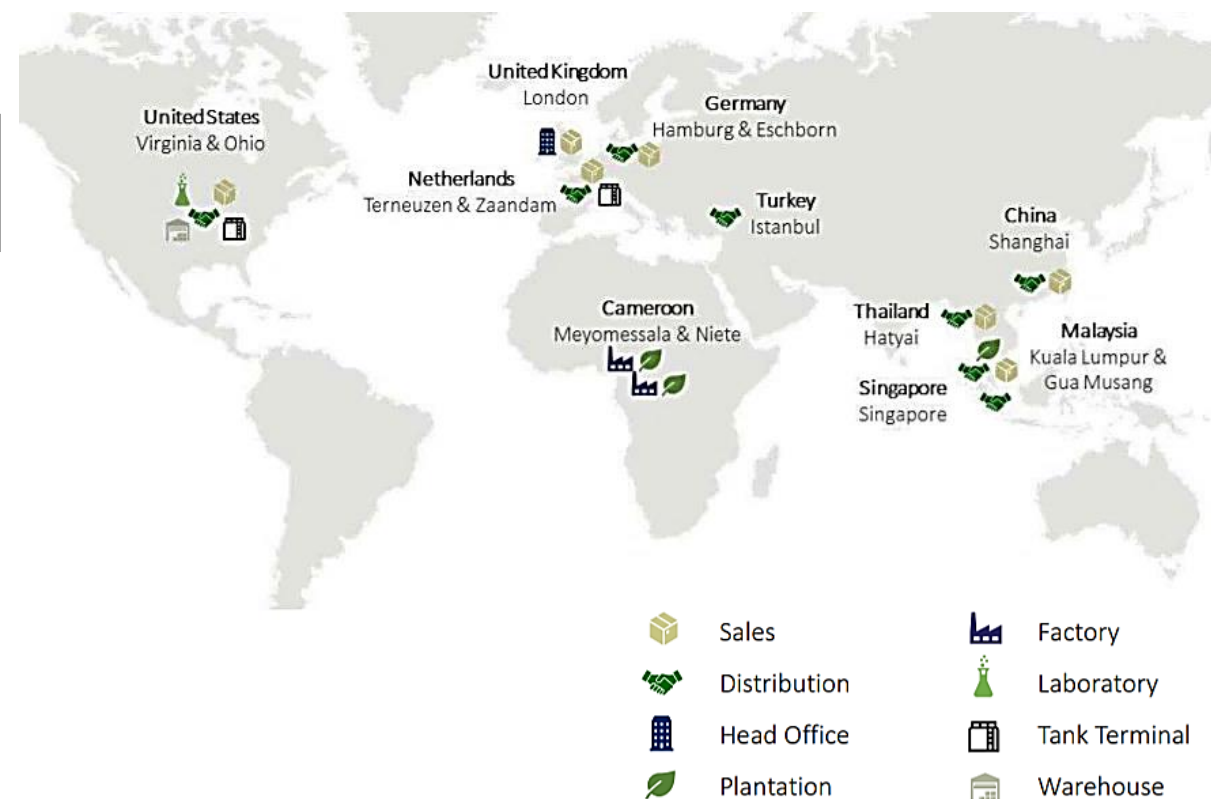 United Kingdom
London
Germany
Hamburg & Eschborn
United States
Virginia & Ohio
Netherlands
Terneuzen & Zaandam
Turkey
Istanbul
China
Shanghai
Cameroon
Meyomessala & Niete
Thailand
Hatyai
Malaysia
Kuala Lumpur &
Gua Musang
Singapore
Singapore
Sales
Factory
Distribution
Laboratory
Head Office
Tank Terminal
Plantation
Warehouse